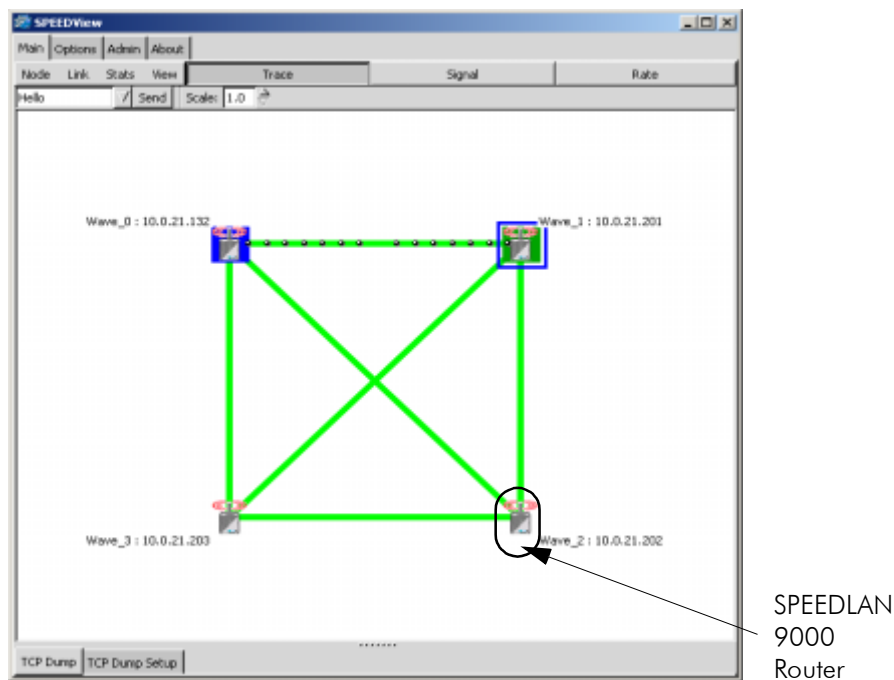 SPEEDView
Main Options Admin About
Node Link Stats View Trace Signal Rate
Hello / Send Scale: 1.0
Wave_0 : 10.0.21.132 Wave_1 : 10.0.21.201
Wave_3 : 10.0.21.203 Wave_2 : 10.0.21.202
SPEEDLAN
9000
Router
TCP Dump TCP Dump Setup